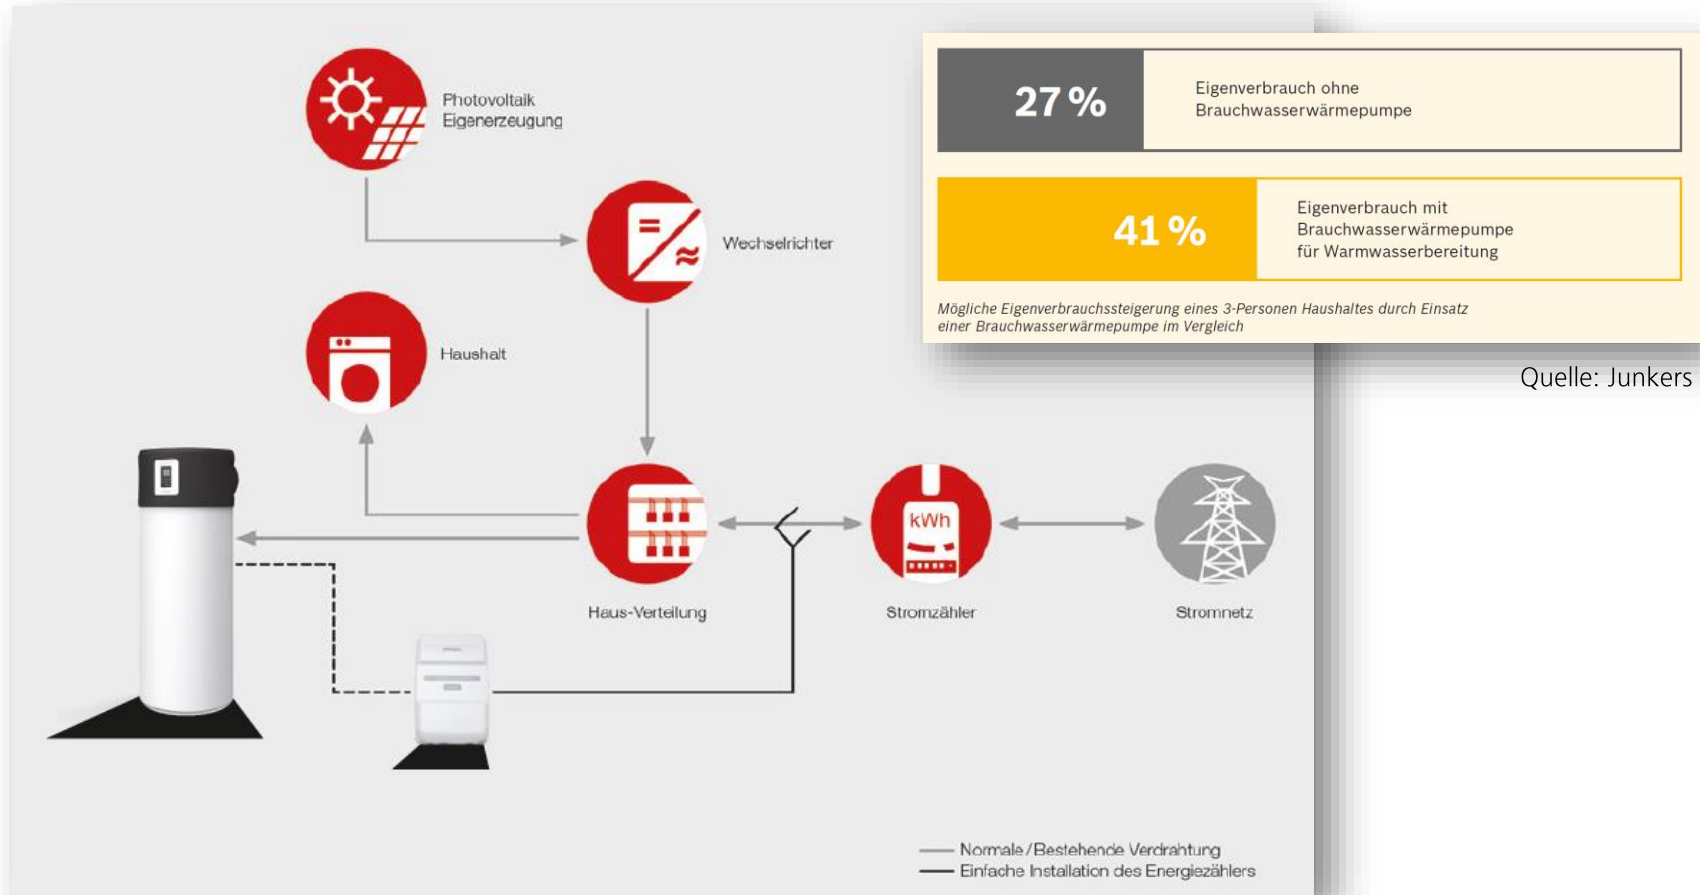 Photovoltaik
Eigenerzeugung
Wechselrichter
Haushalt
kWh
Haus-Verteilung
Stromzähler
Stromnetz
Normale/Bestehende Verdrahtung
Einfache Installation des Energiezählers
27 %
Eigenverbrauch ohne
Brauchwasserwärmepumpe
41 %
Eigenverbrauch mit
Brauchwasserwärmepumpe
für Warmwasserbereitung
Mögliche Eigenverbrauchssteigerung eines 3-Personen Haushaltes durch Einsatz
einer Brauchwasserwärmepumpe im Vergleich
Quelle: Junkers